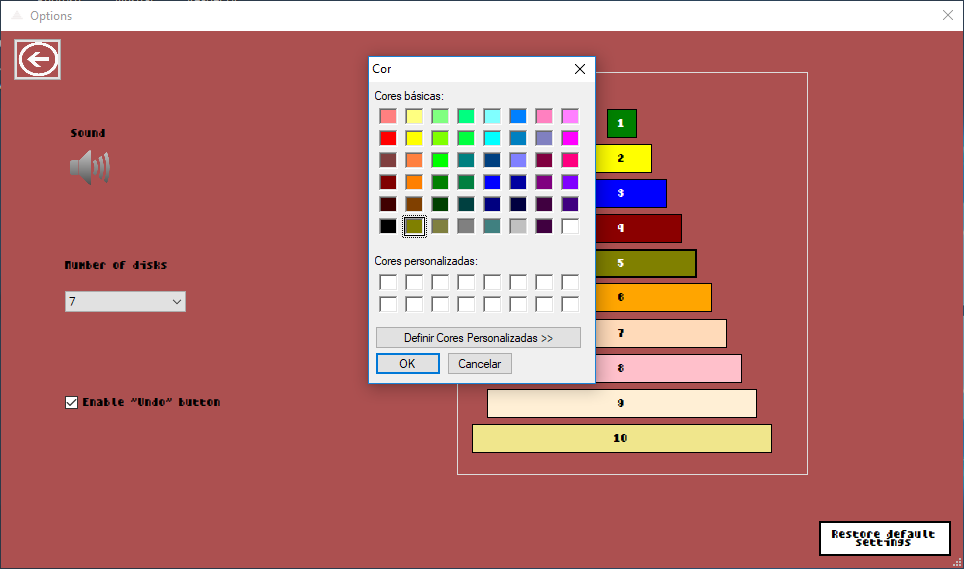 Options
Cor
Cores básicas:
Sound
Number of disks
7
Enable "Undo" button
Cores personalizadas:
Definir Cores Personalizadas >>
OK
Cancelar
1
2
3
4
5
6
7
8
9
10
Restore default
settings